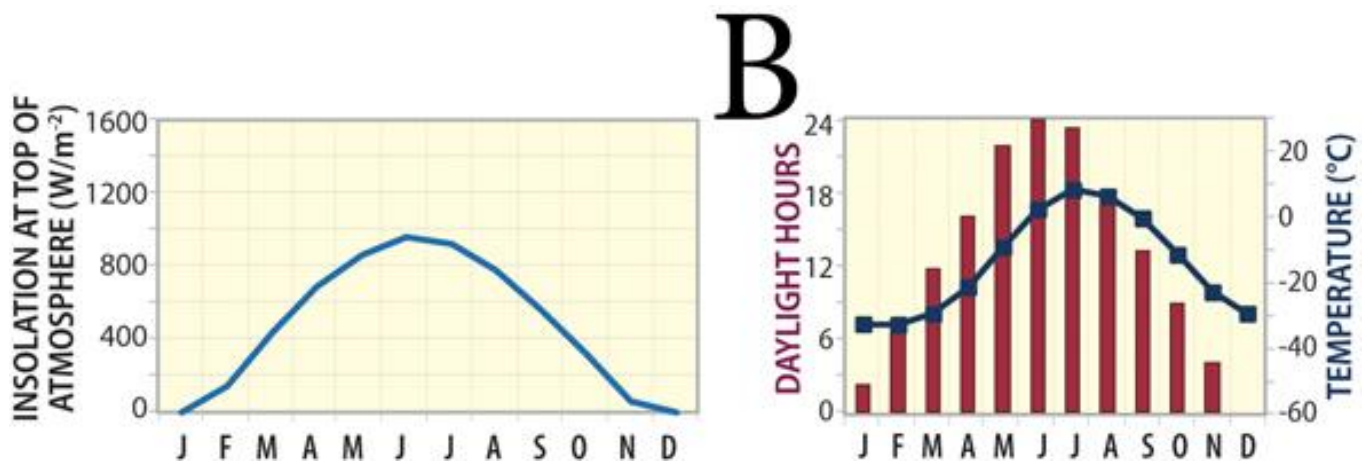 B
INSOLATION AT TOP OF
ATMOSPHERE (W/m-2)
1600
1200
800
400
0
J F M A M J J A S O N D
DAYLIGHT HOURS
24
18
12
6
0
J F M A M J J A S O N D
20
0
-20
-40
-60
TEMPERATURE (°C)